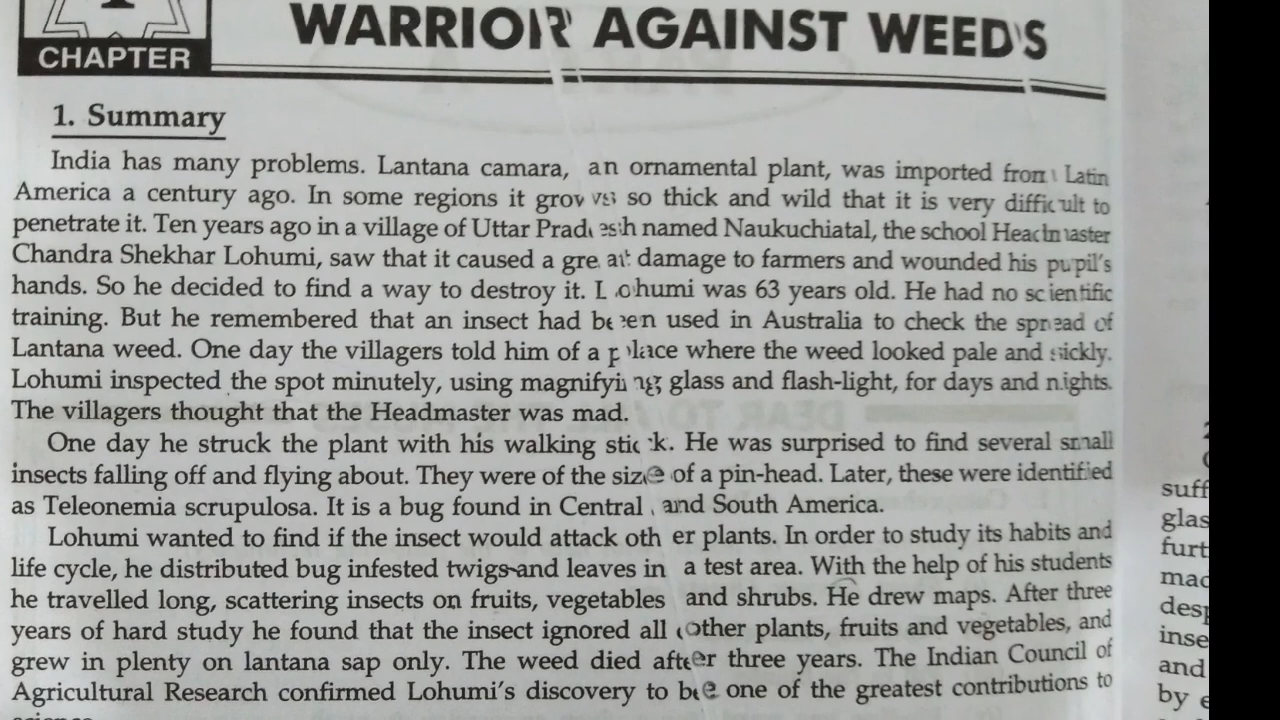 CHAPTER
WARRIOR AGAINST WEEDS
1. Summary
India has many problems. Lantana camara, an ornamental plant, was imported from Latin
America a century ago. In some regions it grows so thick and wild that it is very difficult to
penetrate it. Ten years ago in a village of Uttar Pradesh named Naukuchiatal, the school Headmaster
Chandra Shekhar Lohumi, saw that it caused a great damage to farmers and wounded his pupil's
hands. So he decided to find a way to destroy it. Lohumi was 63 years old. He had no scientific
training. But he remembered that an insect had been used in Australia to check the spread of
Lantana weed. One day the villagers told him of a place where the weed looked pale and sickly.
Lohumi inspected the spot minutely, using magnifying glass and flash-light, for days and nights.
The villagers thought that the Headmaster was mad.
One day he struck the plant with his walking stick. He was surprised to find several small
insects falling off and flying about. They were of the size of a pin-head. Later, these were identified
as Teleonemia scrupulosa. It is a bug found in Central and South America.
Lohumi wanted to find if the insect would attack other plants. In order to study its habits and
life cycle, he distributed bug infested twigs and leaves in a test area. With the help of his students
he travelled long, scattering insects on fruits, vegetables and shrubs. He drew maps. After three
years of hard study he found that the insect ignored all other plants, fruits and vegetables, and
grew in plenty on lantana sap only. The weed died after three years. The Indian Council of
Agricultural Research confirmed Lohumi's discovery to be one of the greatest contributions to
suff
glas
furt
mad
desp
inse
and
by e